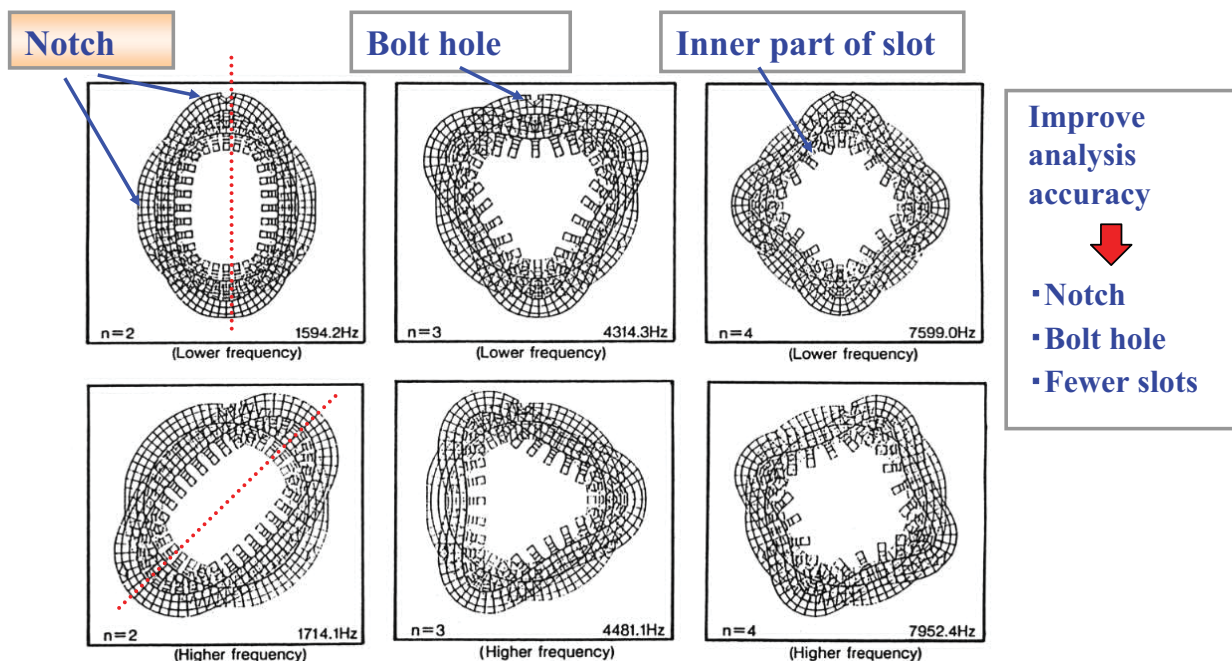 Notch
Bolt hole
Inner part of slot
n=2
1594.2Hz
(Lower frequency)
n=3
4314.3Hz
(Lower frequency)
n=4
7599.0Hz
(Lower frequency)
Improve
analysis
accuracy
・Notch
・Bolt hole
・Fewer slots
n=2
1714.1Hz
(Higher frequency)
n=3
4481.1Hz
(Higher frequency)
n=4
7952.4Hz
(Higher frequency)